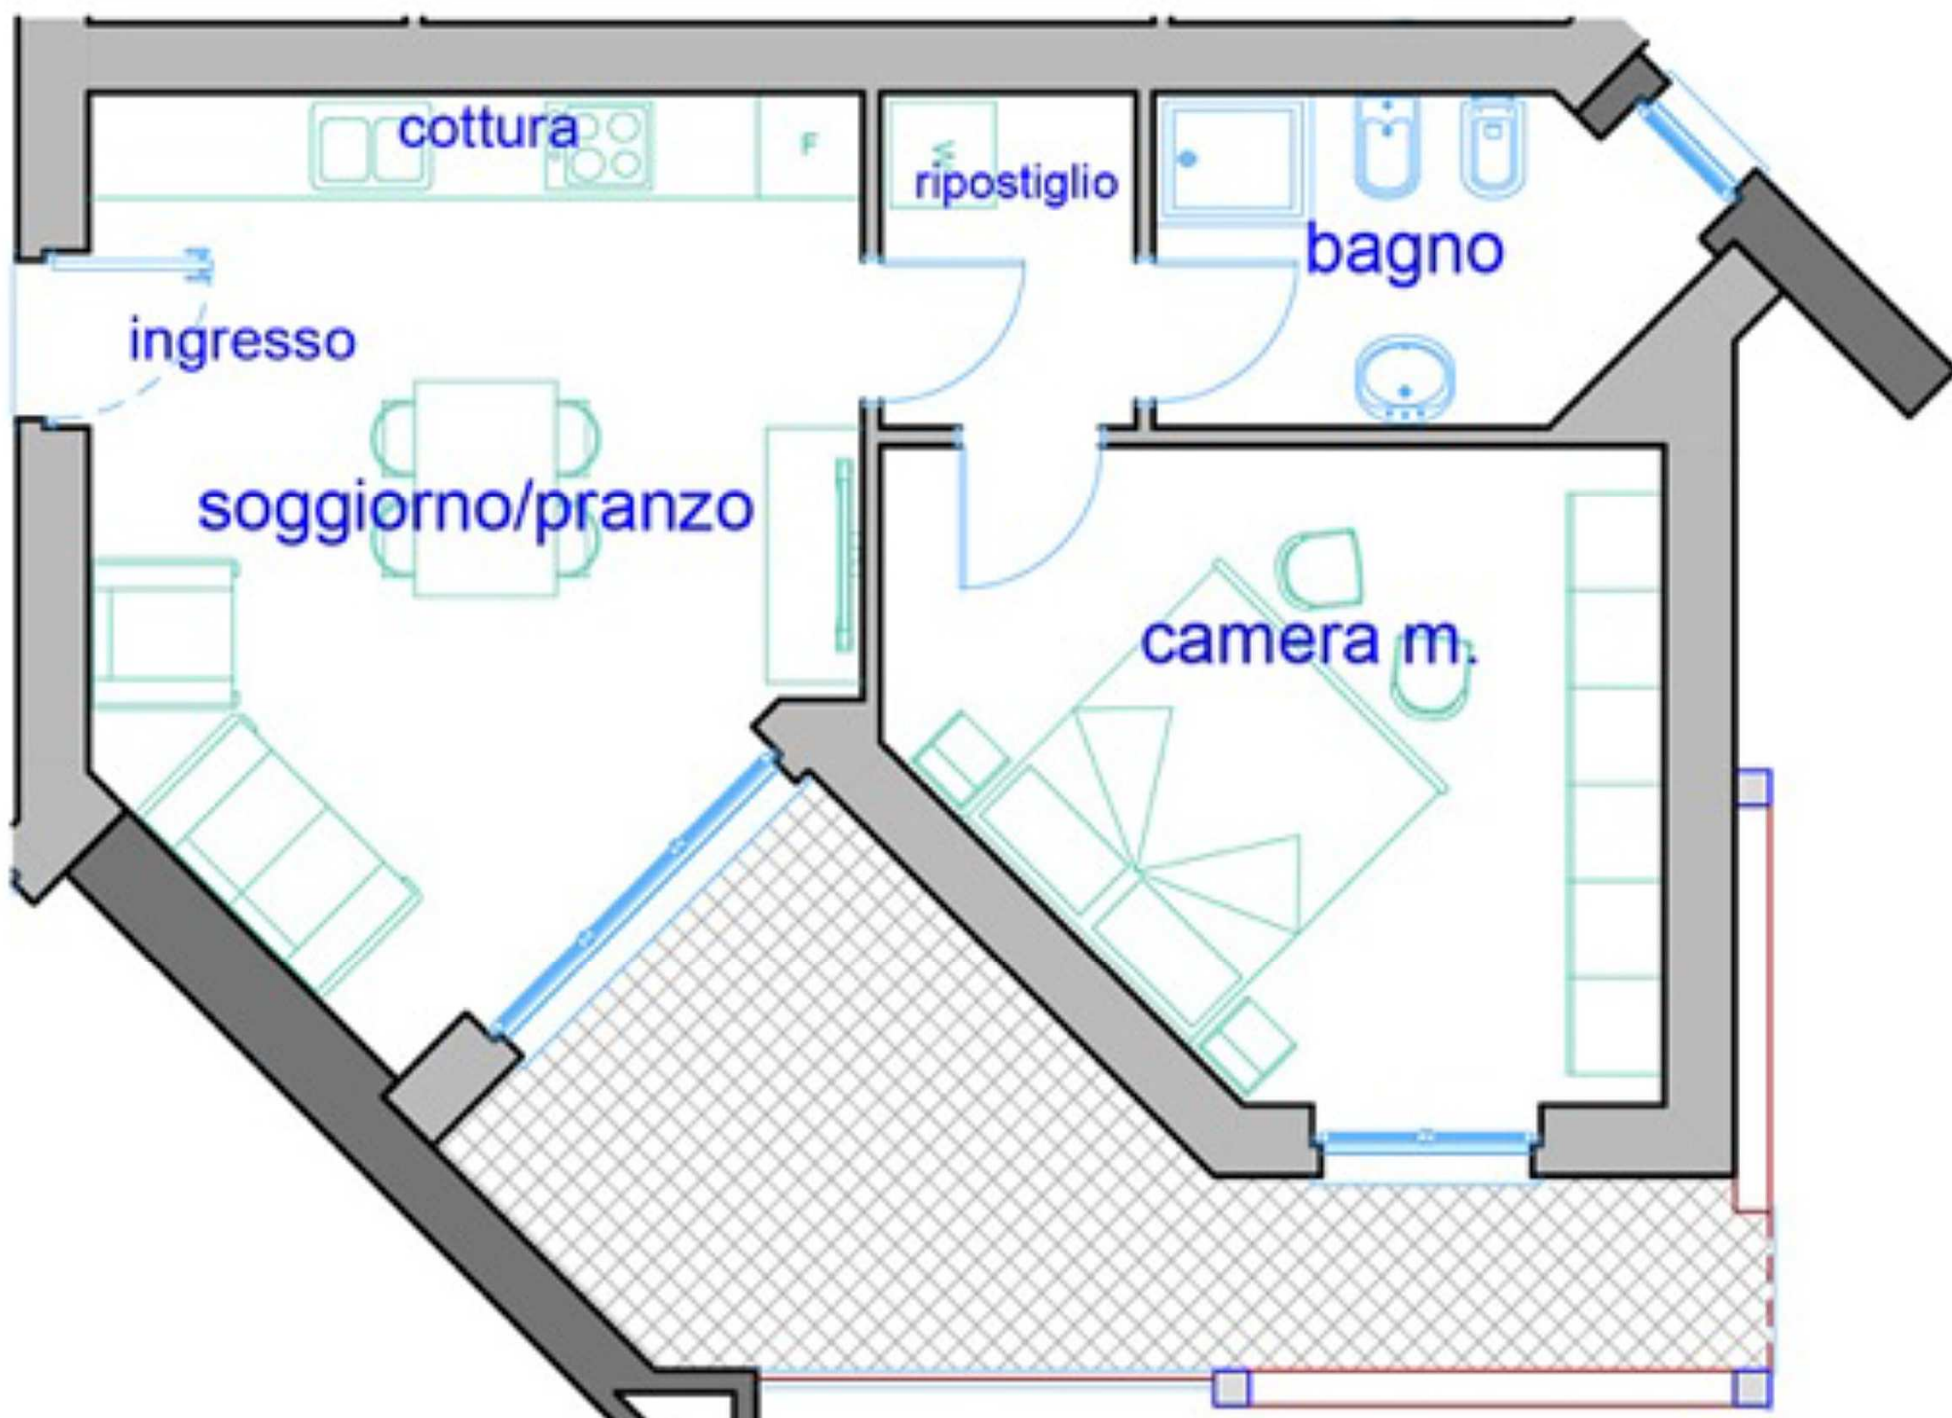 cottura
F
W
ripostiglio
bagno
ingresso
soggiorno/pranzo
camera m.